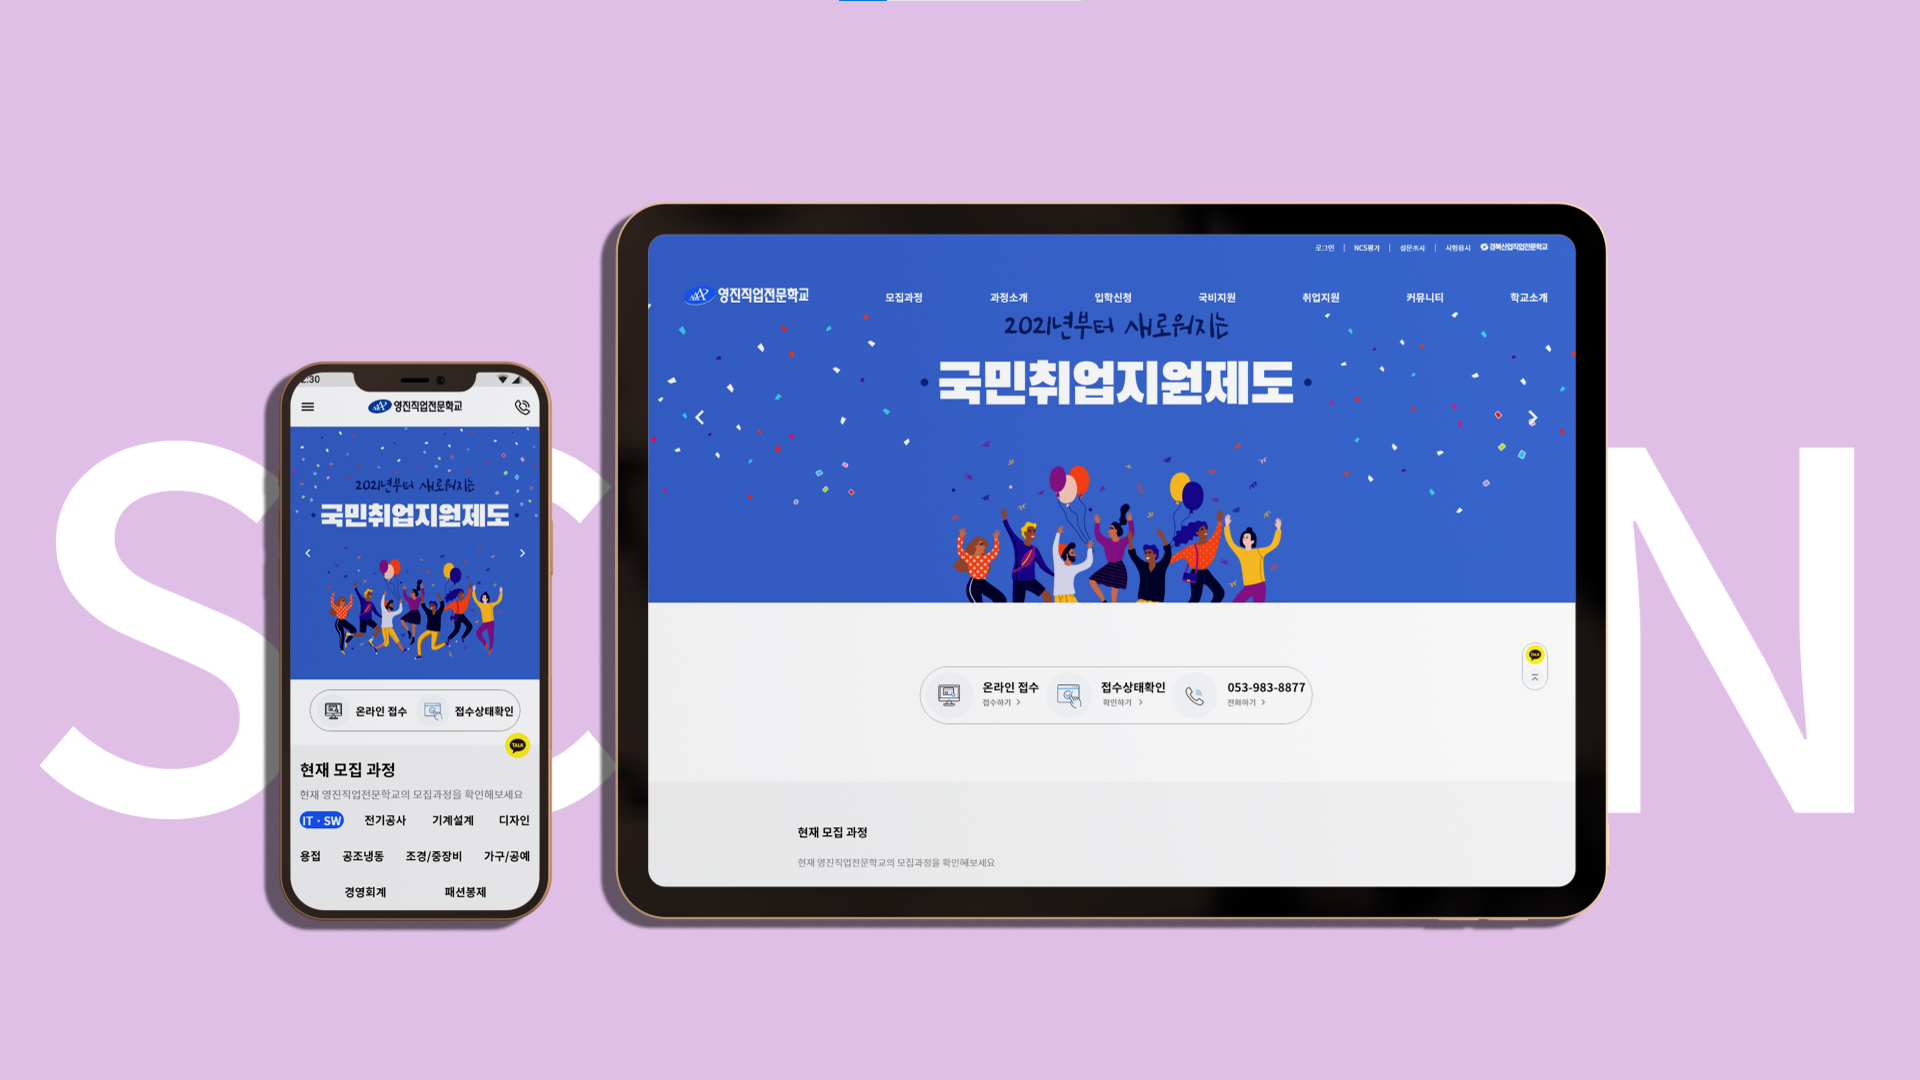 SC N
2:30
영진직업전문학교
2021년부터 새로워지는
국민취업지원제도
온라인 접수
접수상태확인
TALK
현재 모집 과정
현재 영진직업전문학교의 모집과정을 확인해보세요
IT · SW 전기공사 기계설계 디자인
용접 공조냉동 조경/중장비 가구/공예
경영회계 패션봉제
로그인 | NCS평가 | 설문조사 | 시험응시 경북산업직업전문학교
영진직업전문학교 모집과정 과정소개 입학신청 국비지원 취업지원 커뮤니티 학교소개
2021년부터 새로워지는
국민취업지원제도
TALK
온라인 접수 접수상태확인 053-983-8877
접수하기 > 확인하기 > 전화하기 >
현재 모집 과정
현재 영진직업전문학교의 모집과정을 확인해보세요